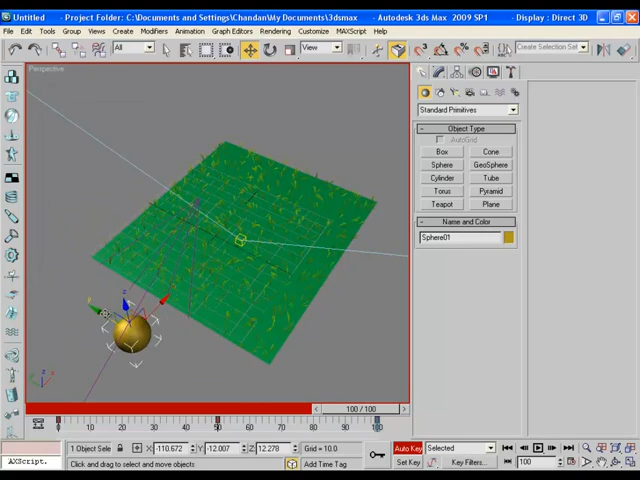 Untitled - Project Folder: C:\Documents and Settings\Chandan\My Documents\3dsmax - Autodesk 3ds Max 2009 SP1 - Display : Direct 3D
File Edit Tools Group Views Create Modifiers Animation Graph Editors Rendering Customize MAXScript Help
All View Create Selection Set
Perspective
Standard Primitives
- Object Type
AutoGrid
Box Cone
Sphere GeoSphere
Cylinder Tube
Torus Pyramid
Teapot Plane
- Name and Color
Sphere01
100 / 100
0 10 20 30 40 50 60 70 80 90 100
1 Object Sele X: -110.672 Y: -12.007 Z: 12.278 Grid = 10.0 Auto Key Selected
AXScript. Click and drag to select and move objects Add Time Tag Set Key Key Filters... 100